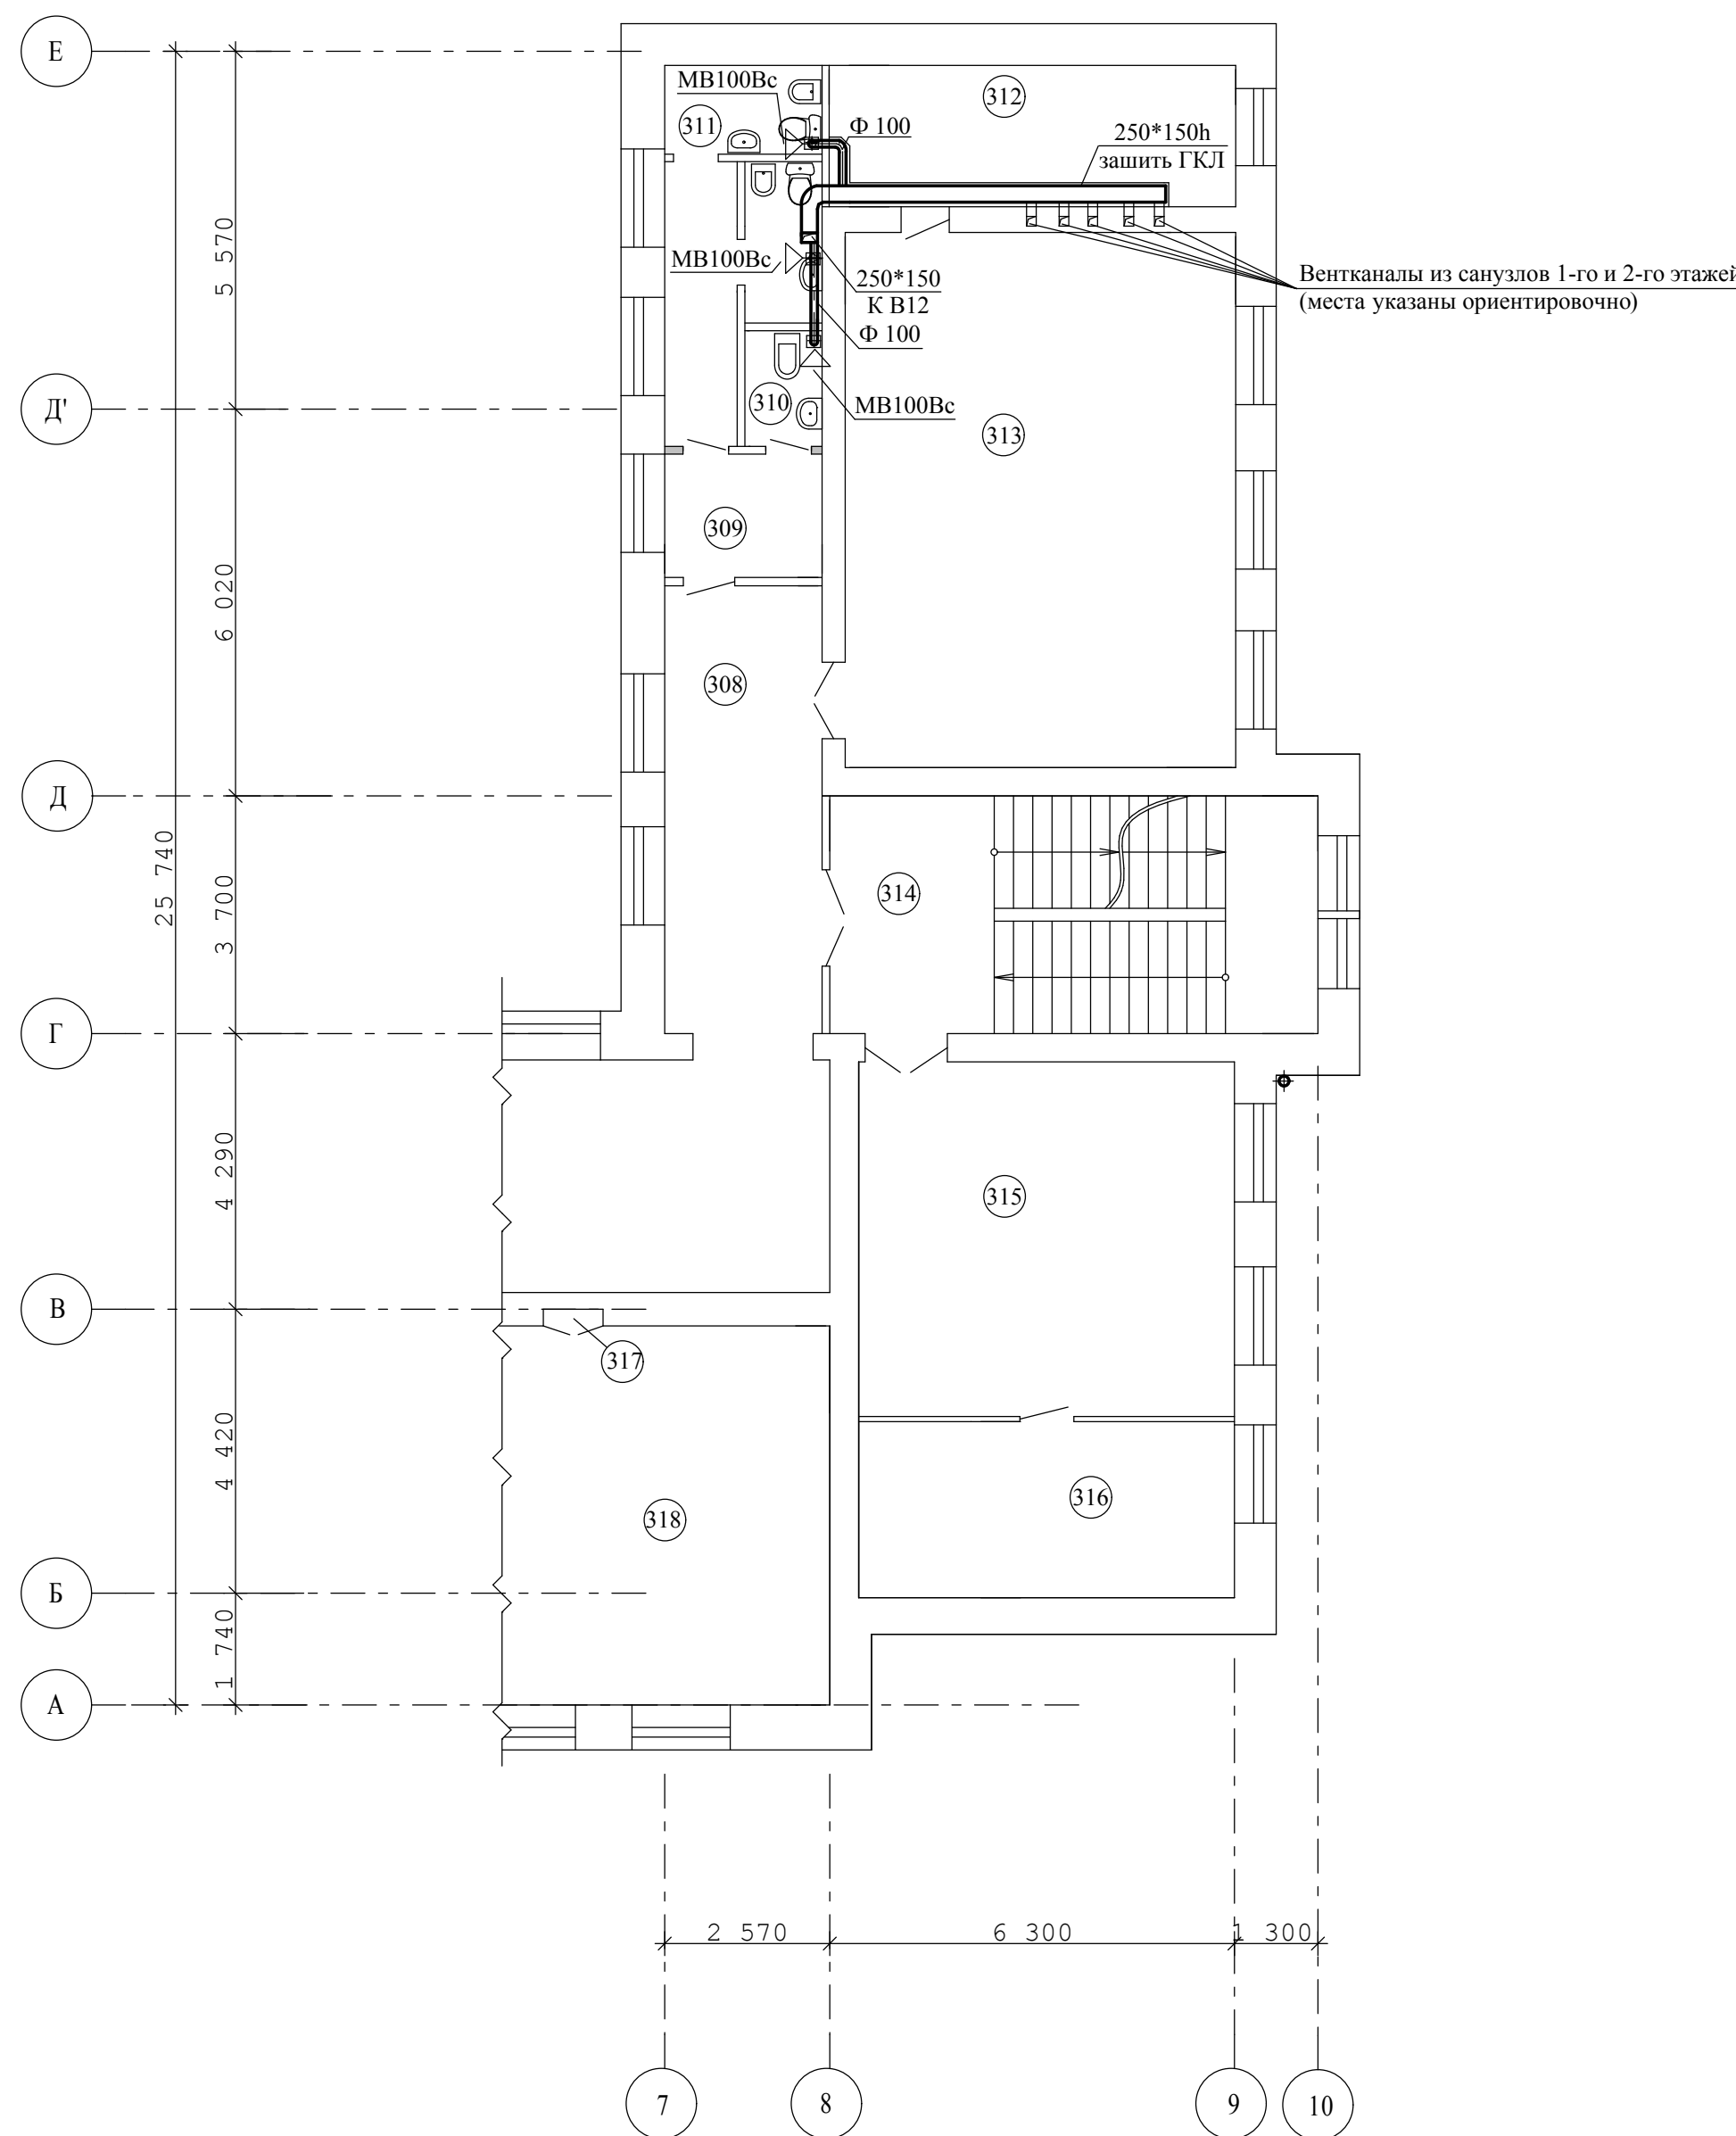 Е
МВ100Вс
312
311
Ф 100
250*150h
зашить ГКЛ
5 570
МВ100Вс
250*150
К В12
Ф 100
Вентканалы из санузлов 1-го и 2-го этажей
(места указаны ориентировочно)
Д'
310
МВ100Вс
313
309
6 020
308
Д
25 740
3 700
314
Г
4 290
315
В
317
4 420
316
318
Б
1 740
А
2 570
6 300
1 300
7
8
9
10